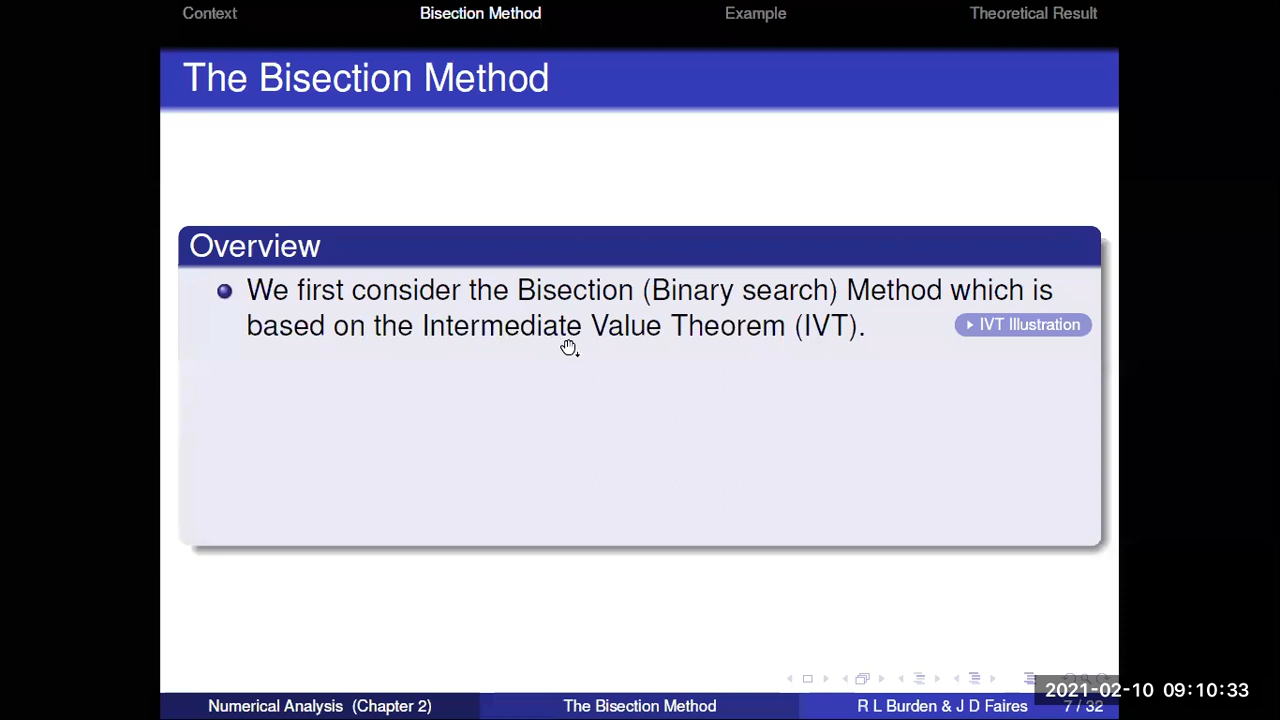 Context Bisection Method Example Theoretical Result
The Bisection Method
Overview
We first consider the Bisection (Binary search) Method which is
based on the Intermediate Value Theorem (IVT). IVT Illustration
2021-02-10 09:10:33
Numerical Analysis (Chapter 2) The Bisection Method R L Burden & J D Faires 7 / 32